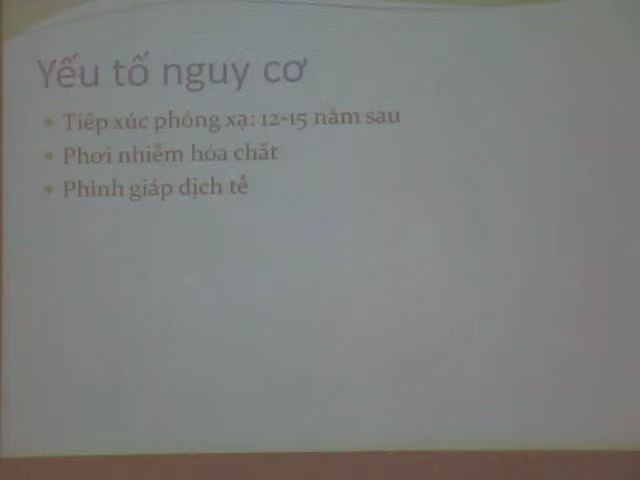 Yếu tố nguy cơ
Tiếp xúc phóng xạ: 12-15 năm sau
Phơi nhiễm hóa chất
Phình giáp dịch tễ